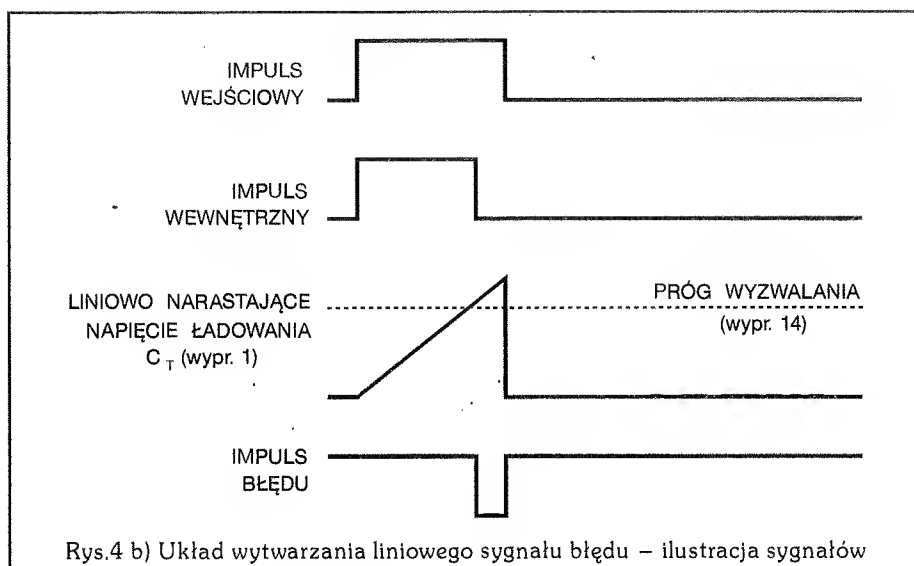 IMPULS
WEJŚCIOWY
IMPULS
WEWNĘTRZNY
LINIOWO NARASTAJĄCE
NAPIĘCIE ŁADOWANIA
C T (wypr. 1)
PRÓG WYZWALANIA
(wypr. 14)
IMPULS
BŁĘDU
Rys.4 b) Układ wytwarzania liniowego sygnału błędu – ilustracja sygnałów